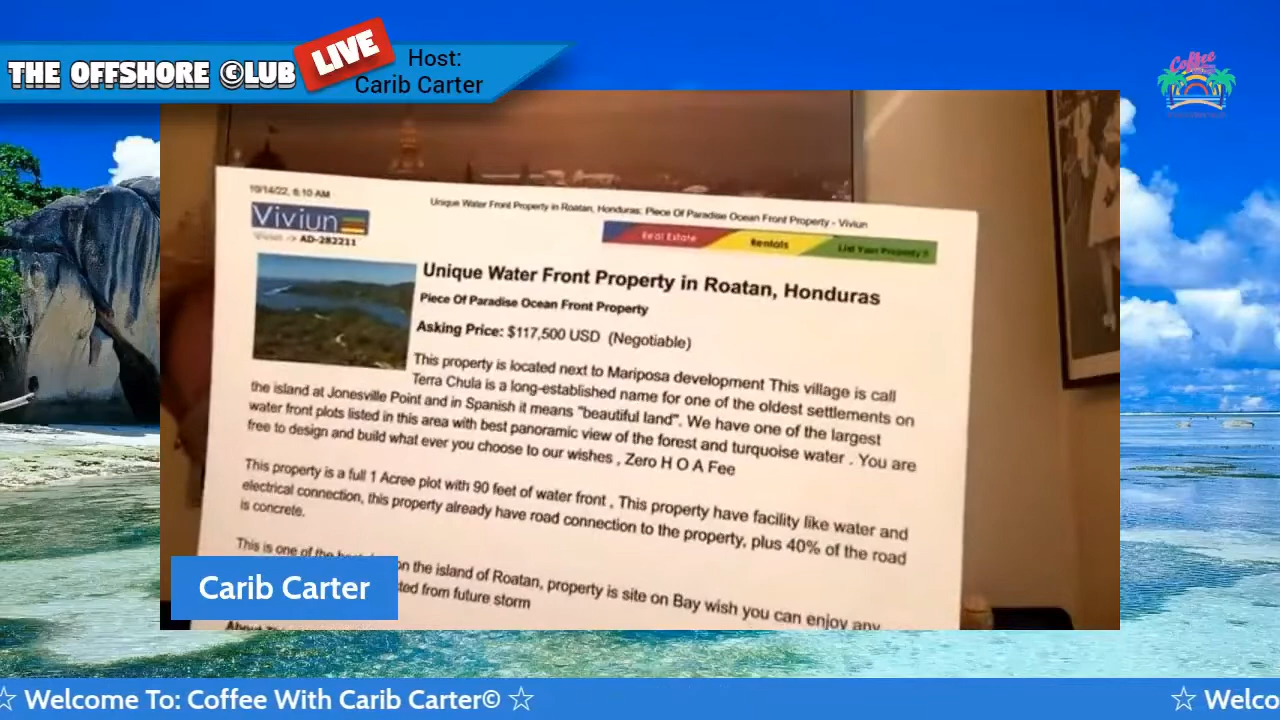 THE OFFSHORE ©LUB
LIVE
Host:
Carib Carter
Coffee
10/14/22, 6:10 AM
Unique Water Front Property in Roatan, Honduras: Piece Of Paradise Ocean Front Property - Viviun
Viviun
Viviun -> AD-282211
Real Estate
Rentals
List Your Property !!
Unique Water Front Property in Roatan, Honduras
Piece Of Paradise Ocean Front Property
Asking Price: $117,500 USD (Negotiable)
This property is located next to Mariposa development This village is call
Terra Chula is a long-established name for one of the oldest settlements on
the island at Jonesville Point and in Spanish it means "beautiful land". We have one of the largest
water front plots listed in this area with best panoramic view of the forest and turquoise water . You are
free to design and build what ever you choose to our wishes , Zero H O A Fee
This property is a full 1 Acre plot with 90 feet of water front , This property have facility like water and
electrical connection, this property already have road connection to the property, plus 40% of the road
is concrete.
This is one of the on the island of Roatan, property is site on Bay wish you can enjoy any
from future storm
Carib Carter
☆ Welcome To: Coffee With Carib Carter© ☆
☆ Welco